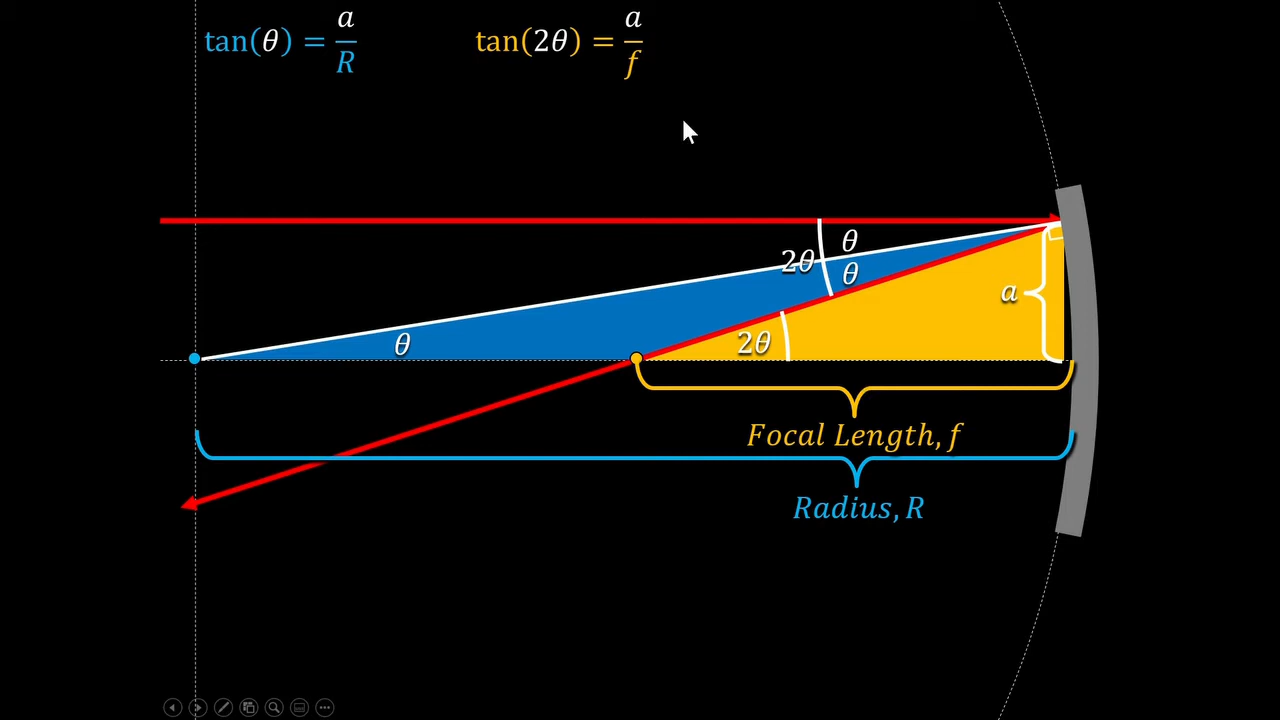 tan(θ) = a/R
tan(2θ) = a/f
θ
2θ
θ
a
θ
2θ
Focal Length, f
Radius, R